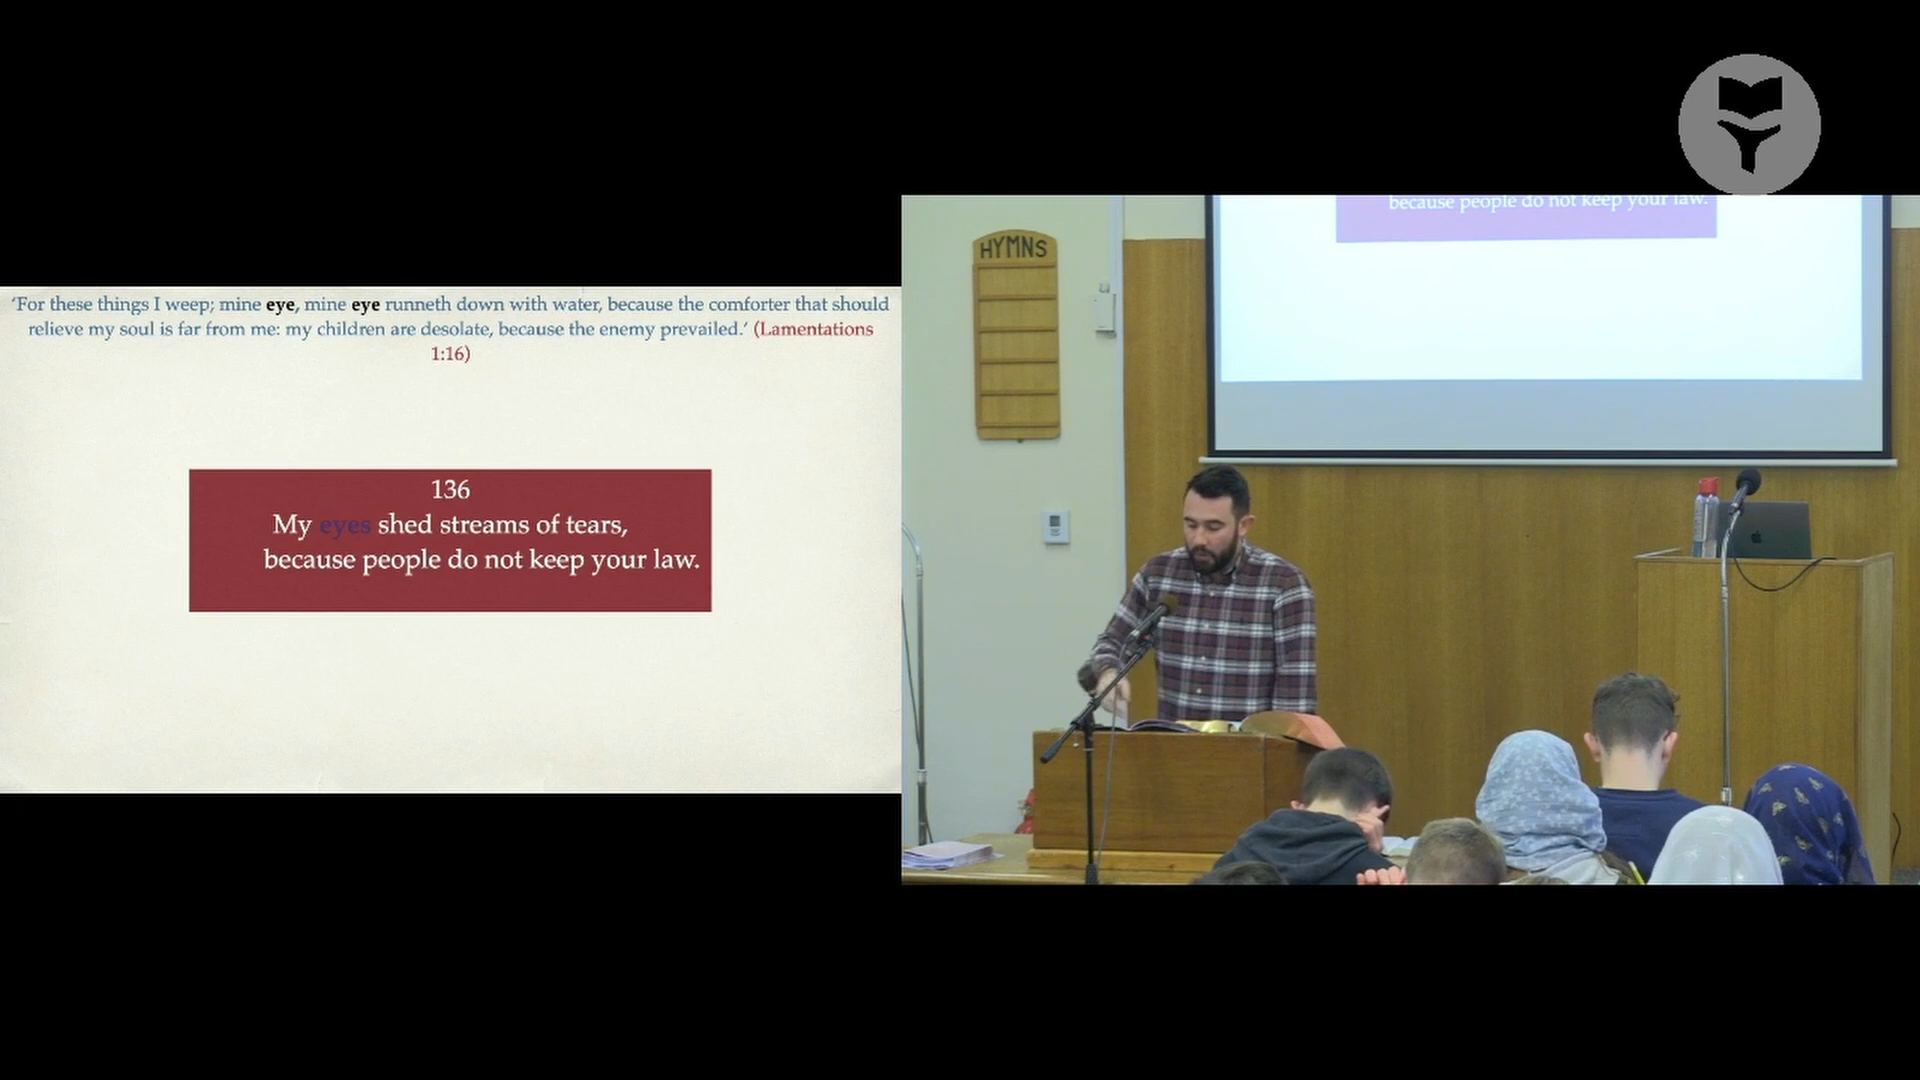 ‘For these things I weep; mine eye, mine eye runneth down with water, because the comforter that should
relieve my soul is far from me: my children are desolate, because the enemy prevailed.’ (Lamentations
1:16)
136
My eyes shed streams of tears,
because people do not keep your law.
because people do not keep your law.
HYMNS